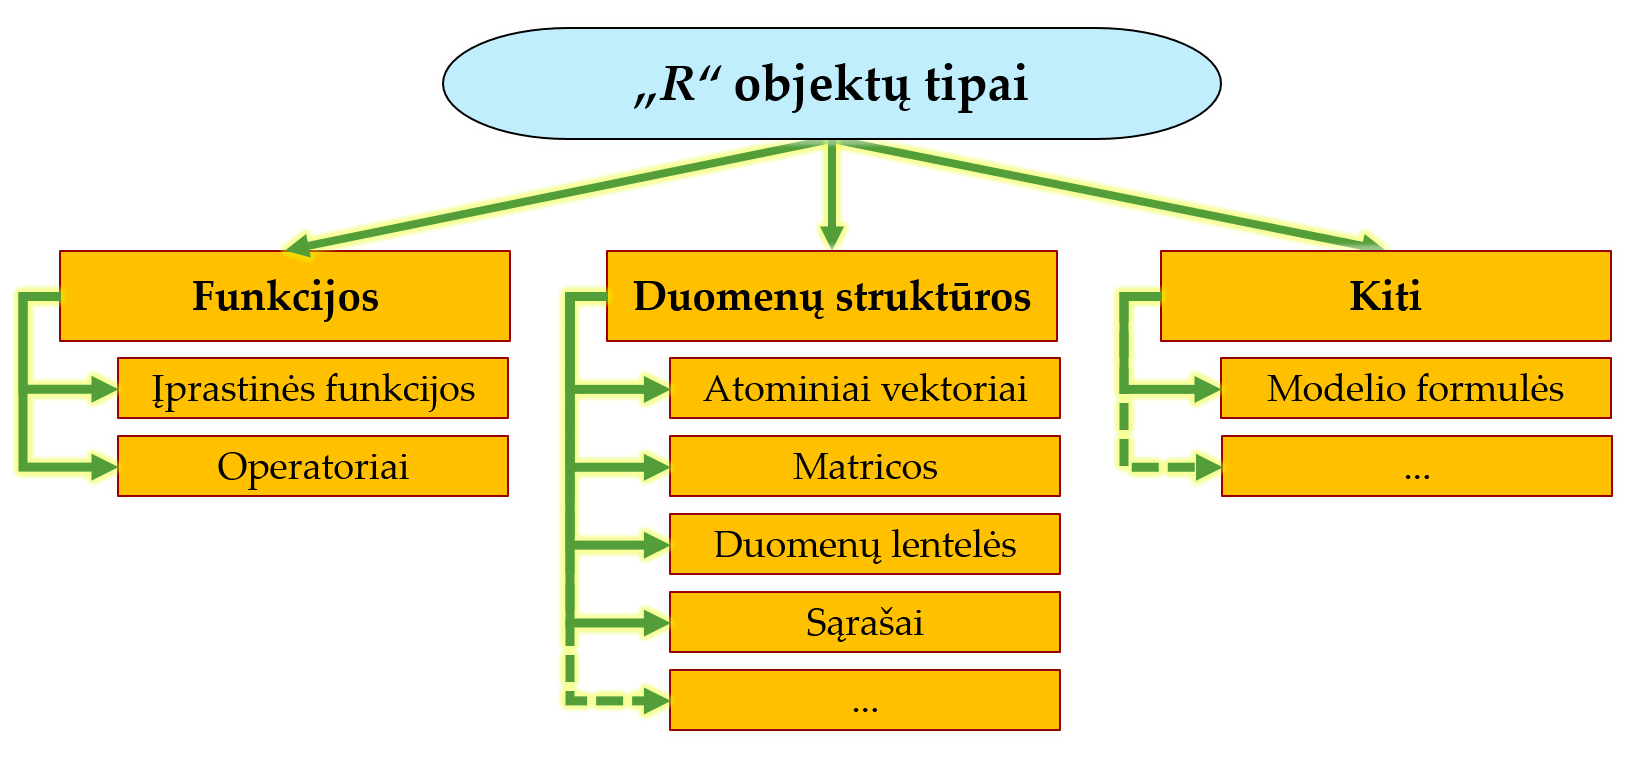 „R“ objektų tipai
Funkcijos
Įprastinės funkcijos
Operatoriai
Duomenų struktūros
Atominiai vektoriai
Matricos
Duomenų lentelės
Sąrašai
...
Kiti
Modelio formulės
...